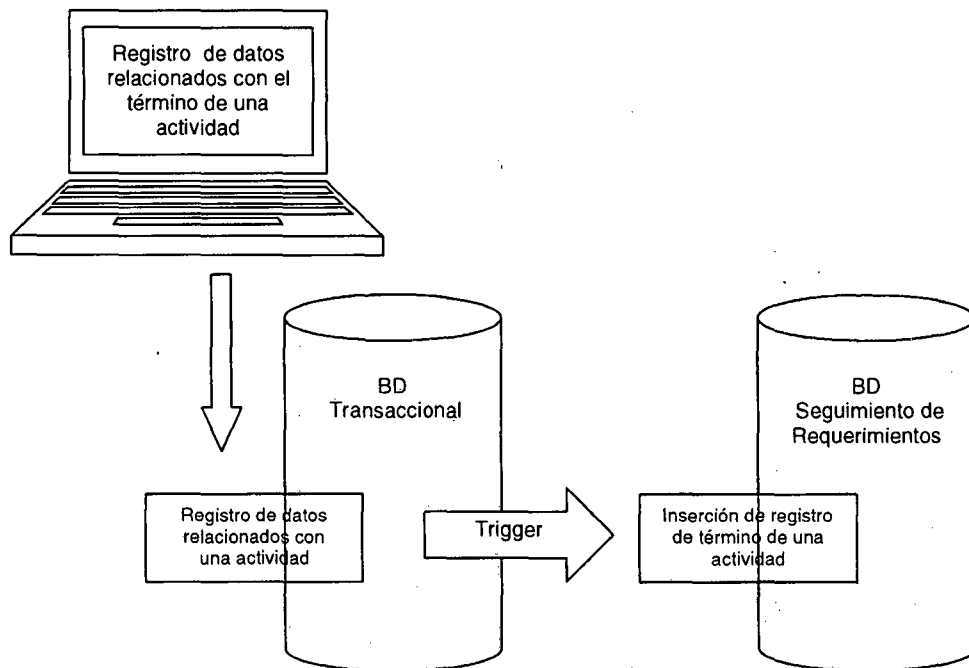 Registro de datos
relacionados con el
término de una
actividad
BD
Transaccional
BD
Seguimiento de
Requerimientos
Registro de datos
relacionados con
una actividad
Trigger
Inserción de registro
de término de una
actividad